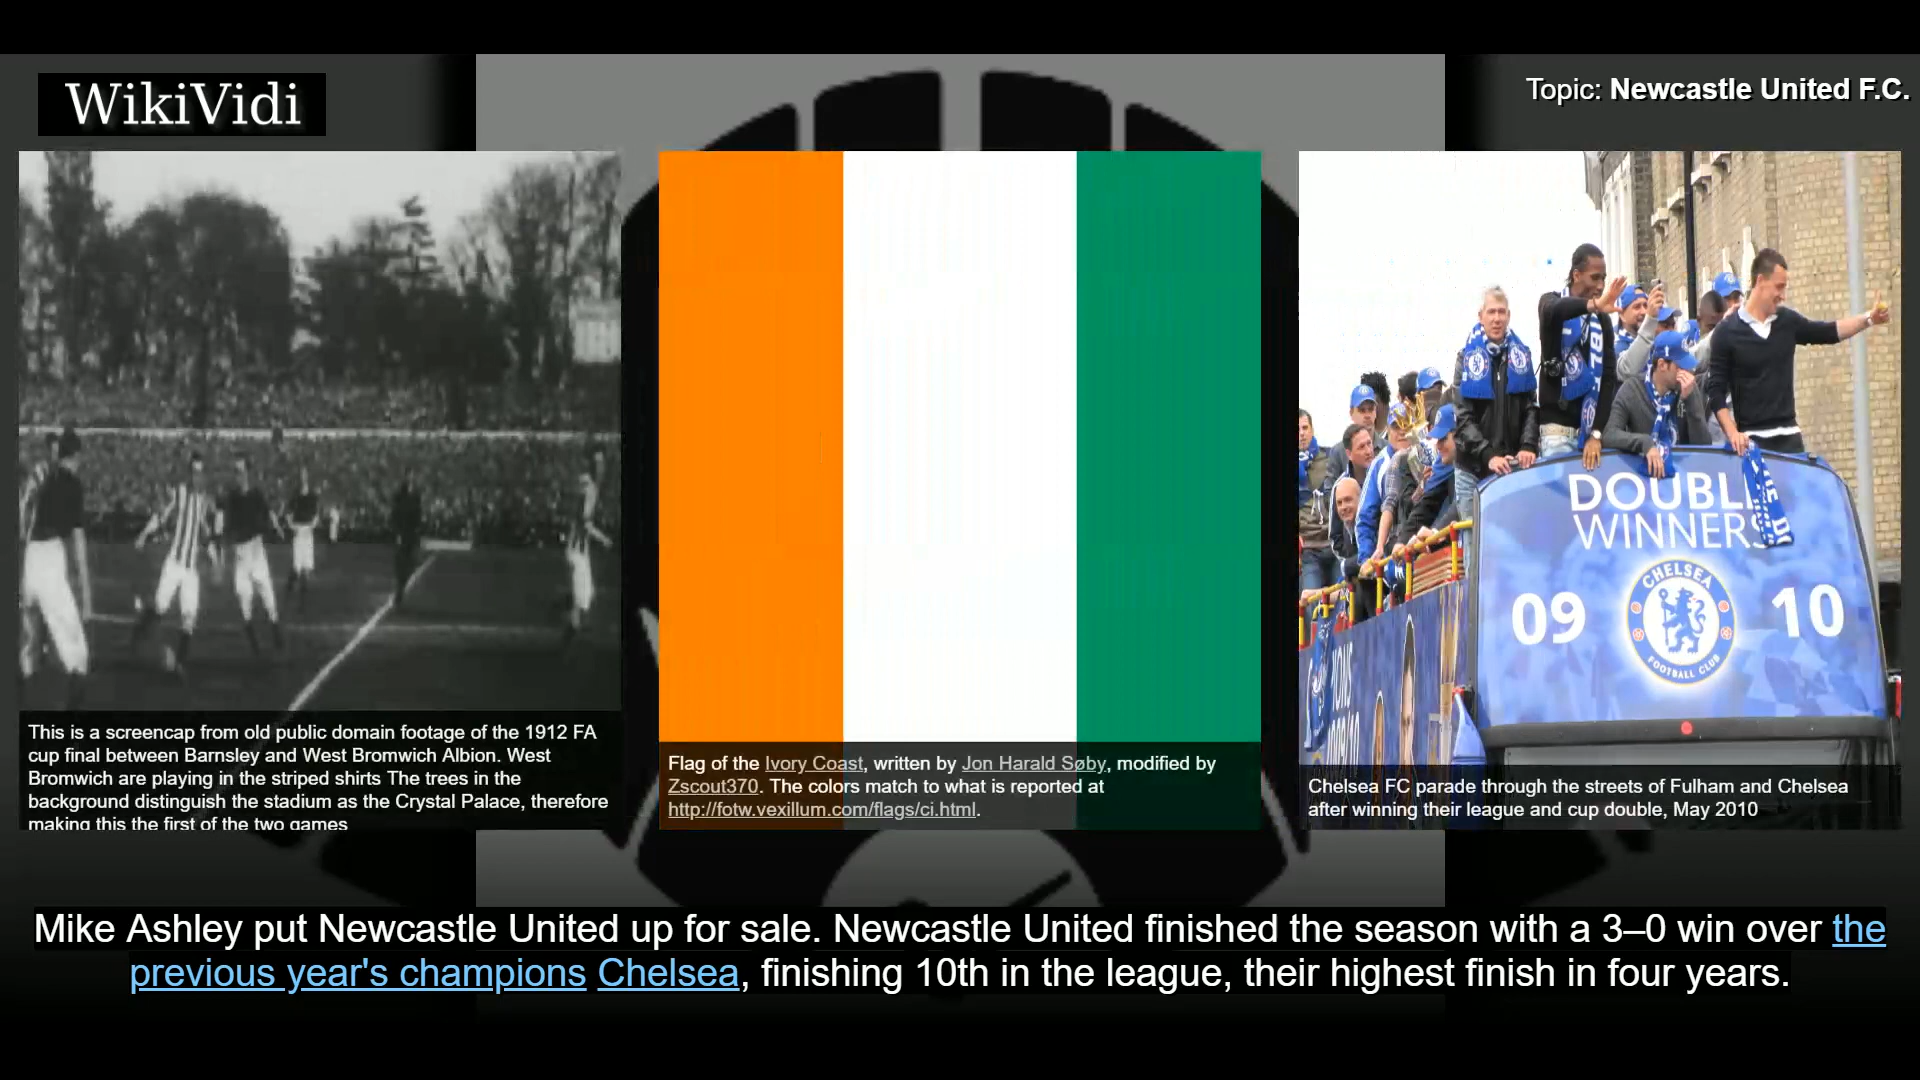 WikiVidi
Topic: Newcastle United F.C.
This is a screencap from old public domain footage of the 1912 FA
cup final between Barnsley and West Bromwich Albion. West
Bromwich are playing in the striped shirts The trees in the
background distinguish the stadium as the Crystal Palace, therefore
making this the first of the two games
Flag of the Ivory Coast, written by Jon Harald Søby, modified by
Zscout370. The colors match to what is reported at
http://fotw.vexillum.com/flags/ci.html.
DOUBL
WINNERS
CHELSEA
FOOTBALL CLUB
09 10
Chelsea FC parade through the streets of Fulham and Chelsea
after winning their league and cup double, May 2010
Mike Ashley put Newcastle United up for sale. Newcastle United finished the season with a 3–0 win over the
previous year's champions Chelsea, finishing 10th in the league, their highest finish in four years.